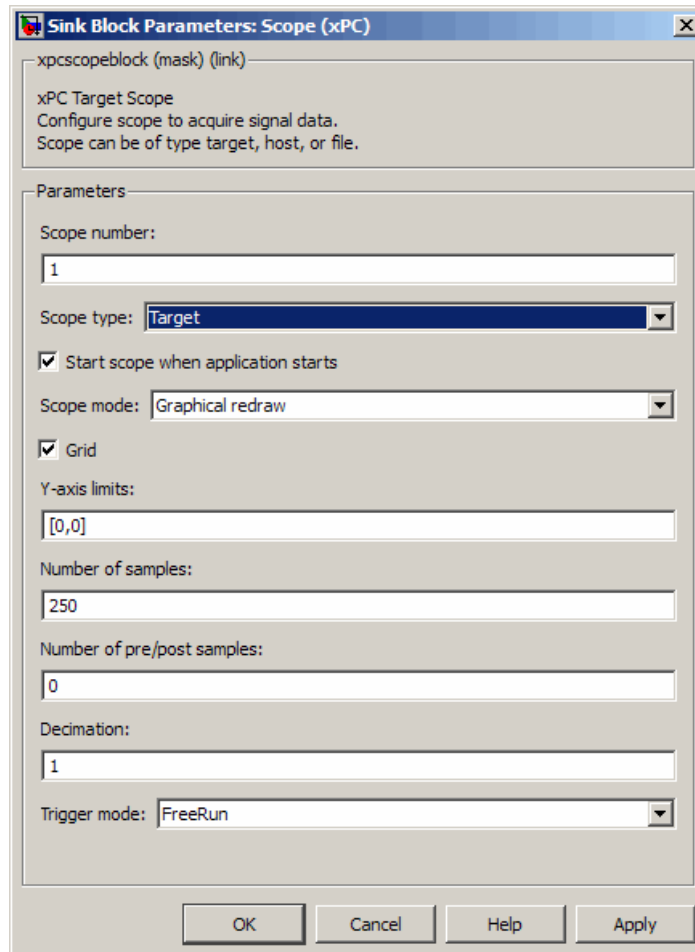 Sink Block Parameters: Scope (xPC)
xpcscopeblock (mask) (link)
xPC Target Scope
Configure scope to acquire signal data.
Scope can be of type target, host, or file.
Parameters
Scope number:
1
Scope type: Target
Start scope when application starts
Scope mode: Graphical redraw
Grid
Y-axis limits:
[0,0]
Number of samples:
250
Number of pre/post samples:
0
Decimation:
1
Trigger mode: FreeRun
OK Cancel Help Apply